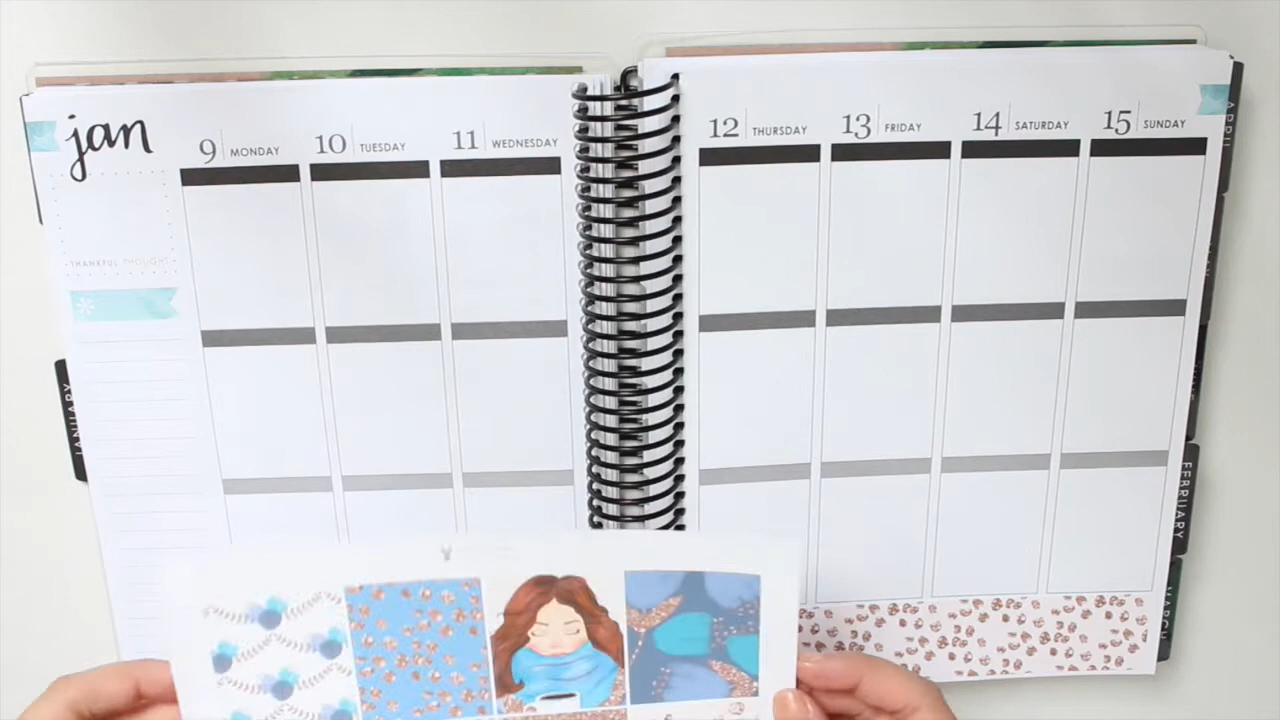 jan
9 MONDAY
10 TUESDAY
11 WEDNESDAY
12 THURSDAY
13 FRIDAY
14 SATURDAY
15 SUNDAY
THANKFUL THOUGHT
JANUARY
APRIL
FEBRUARY
MARCH